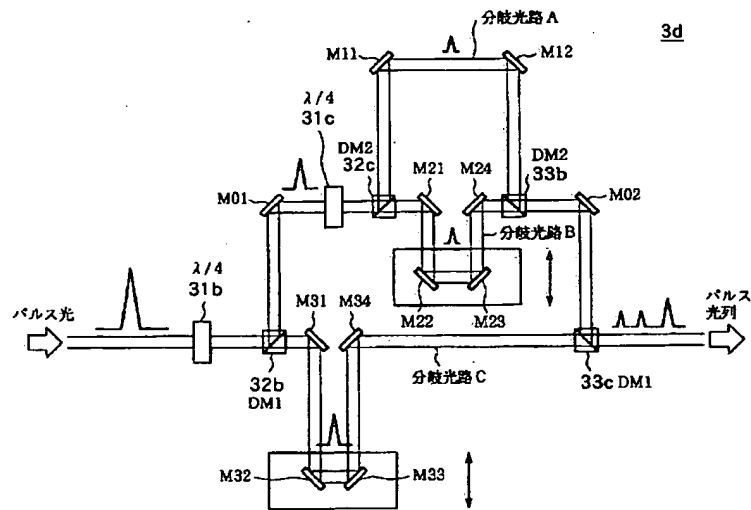 分岐光路A
3d
M11
M12
λ/4
31c
DM2
32c
M21
M24
DM2
33b
M01
M02
分岐光路B
λ/4
31b
M31
M34
M22
M23
パルス光
パルス
光列
分岐光路C
32b
DM1
33c DM1
M32
M33